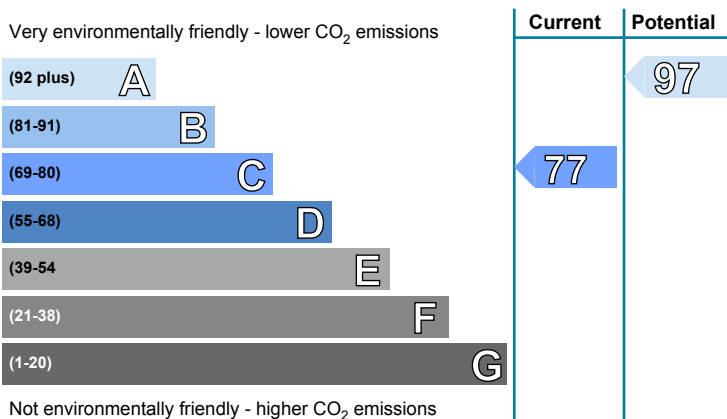 Current Potential
Very environmentally friendly - lower CO2 emissions
(92 plus) A 97
(81-91) B
(69-80) C 77
(55-68) D
(39-54 E
(21-38) F
(1-20) G
Not environmentally friendly - higher CO2 emissions